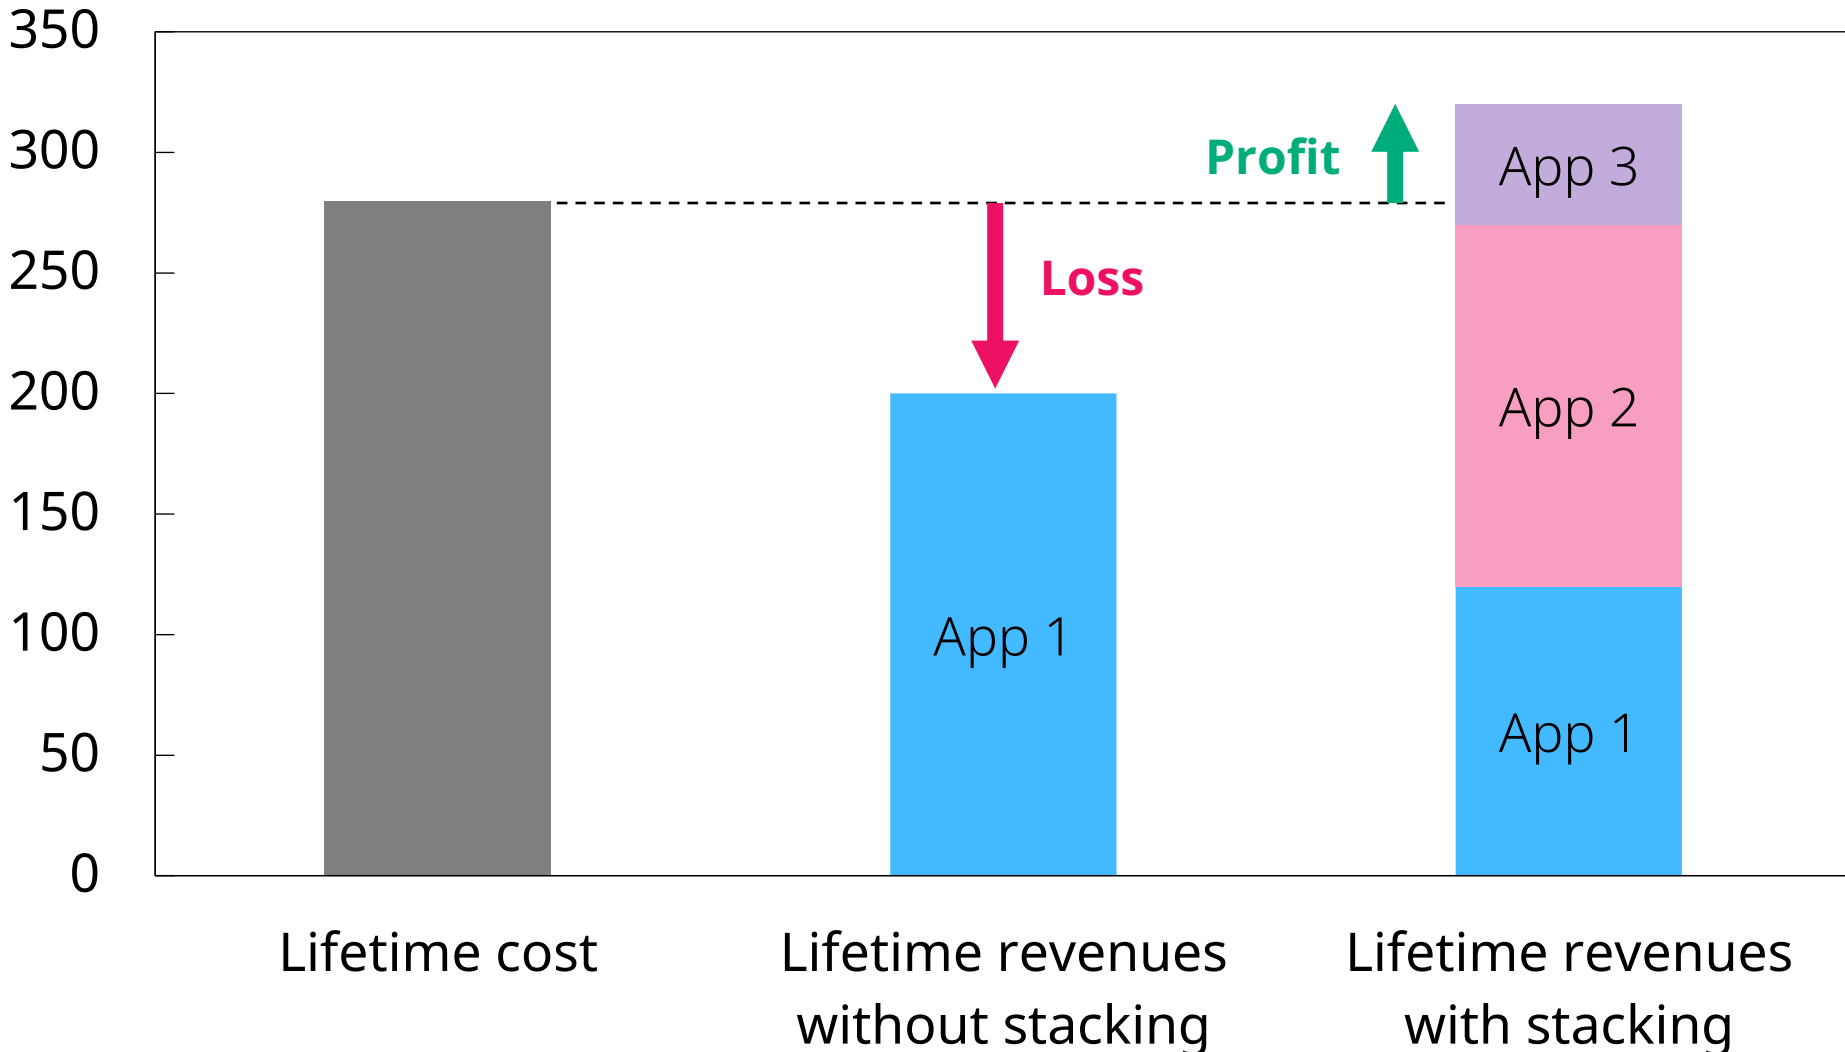 350
300
250
200
150
100
50
0
Profit
Loss
App 3
App 2
App 1
App 1
Lifetime cost
Lifetime revenues
without stacking
Lifetime revenues
with stacking